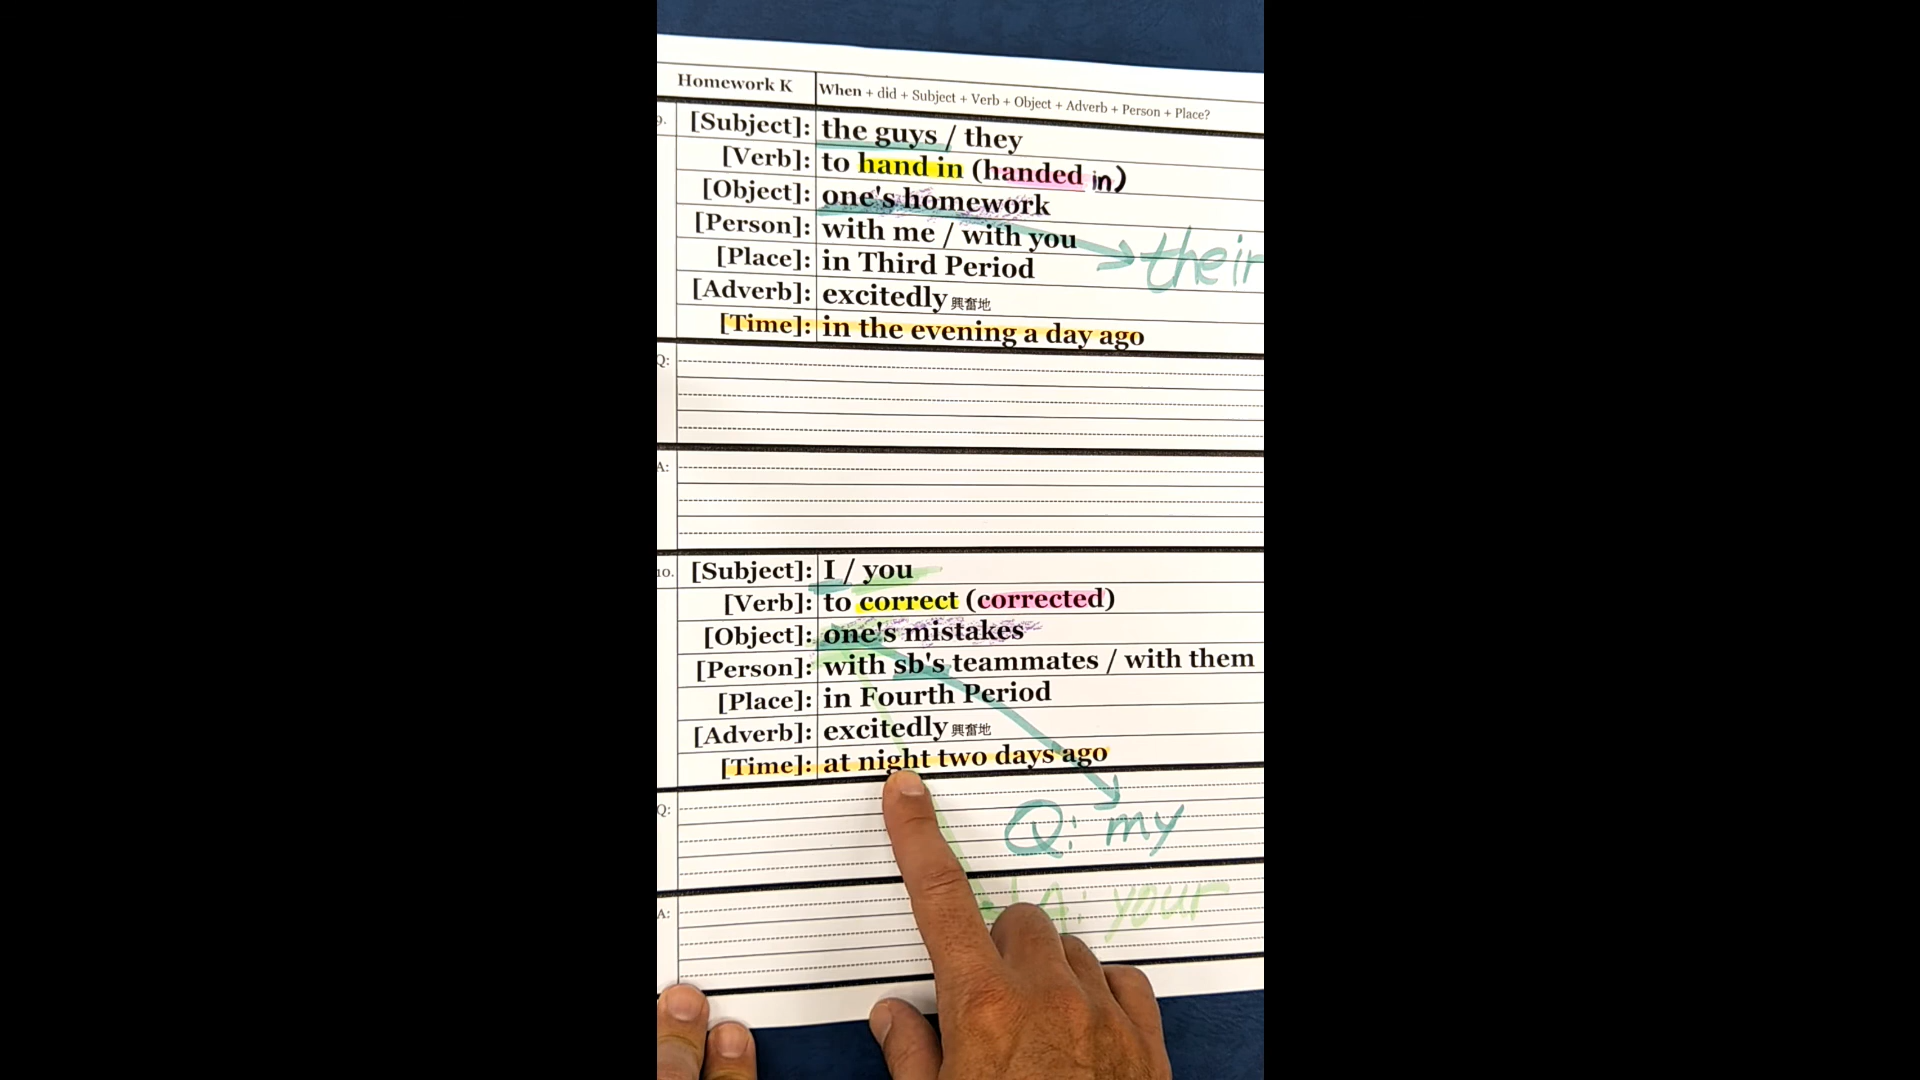 Homework K When + did + Subject + Verb + Object + Adverb + Person + Place?
9. [Subject]: the guys / they
[Verb]: to hand in (handed in)
[Object]: one's homework
[Person]: with me / with you
→ their
[Place]: in Third Period
[Adverb]: excitedly 興奮地
[Time]: in the evening a day ago
Q:
A:
10. [Subject]: I / you
[Verb]: to correct (corrected)
[Object]: one's mistakes
[Person]: with sb's teammates / with them
[Place]: in Fourth Period
[Adverb]: excitedly 興奮地
[Time]: at night two days ago
Q: Q: my
A: A: your